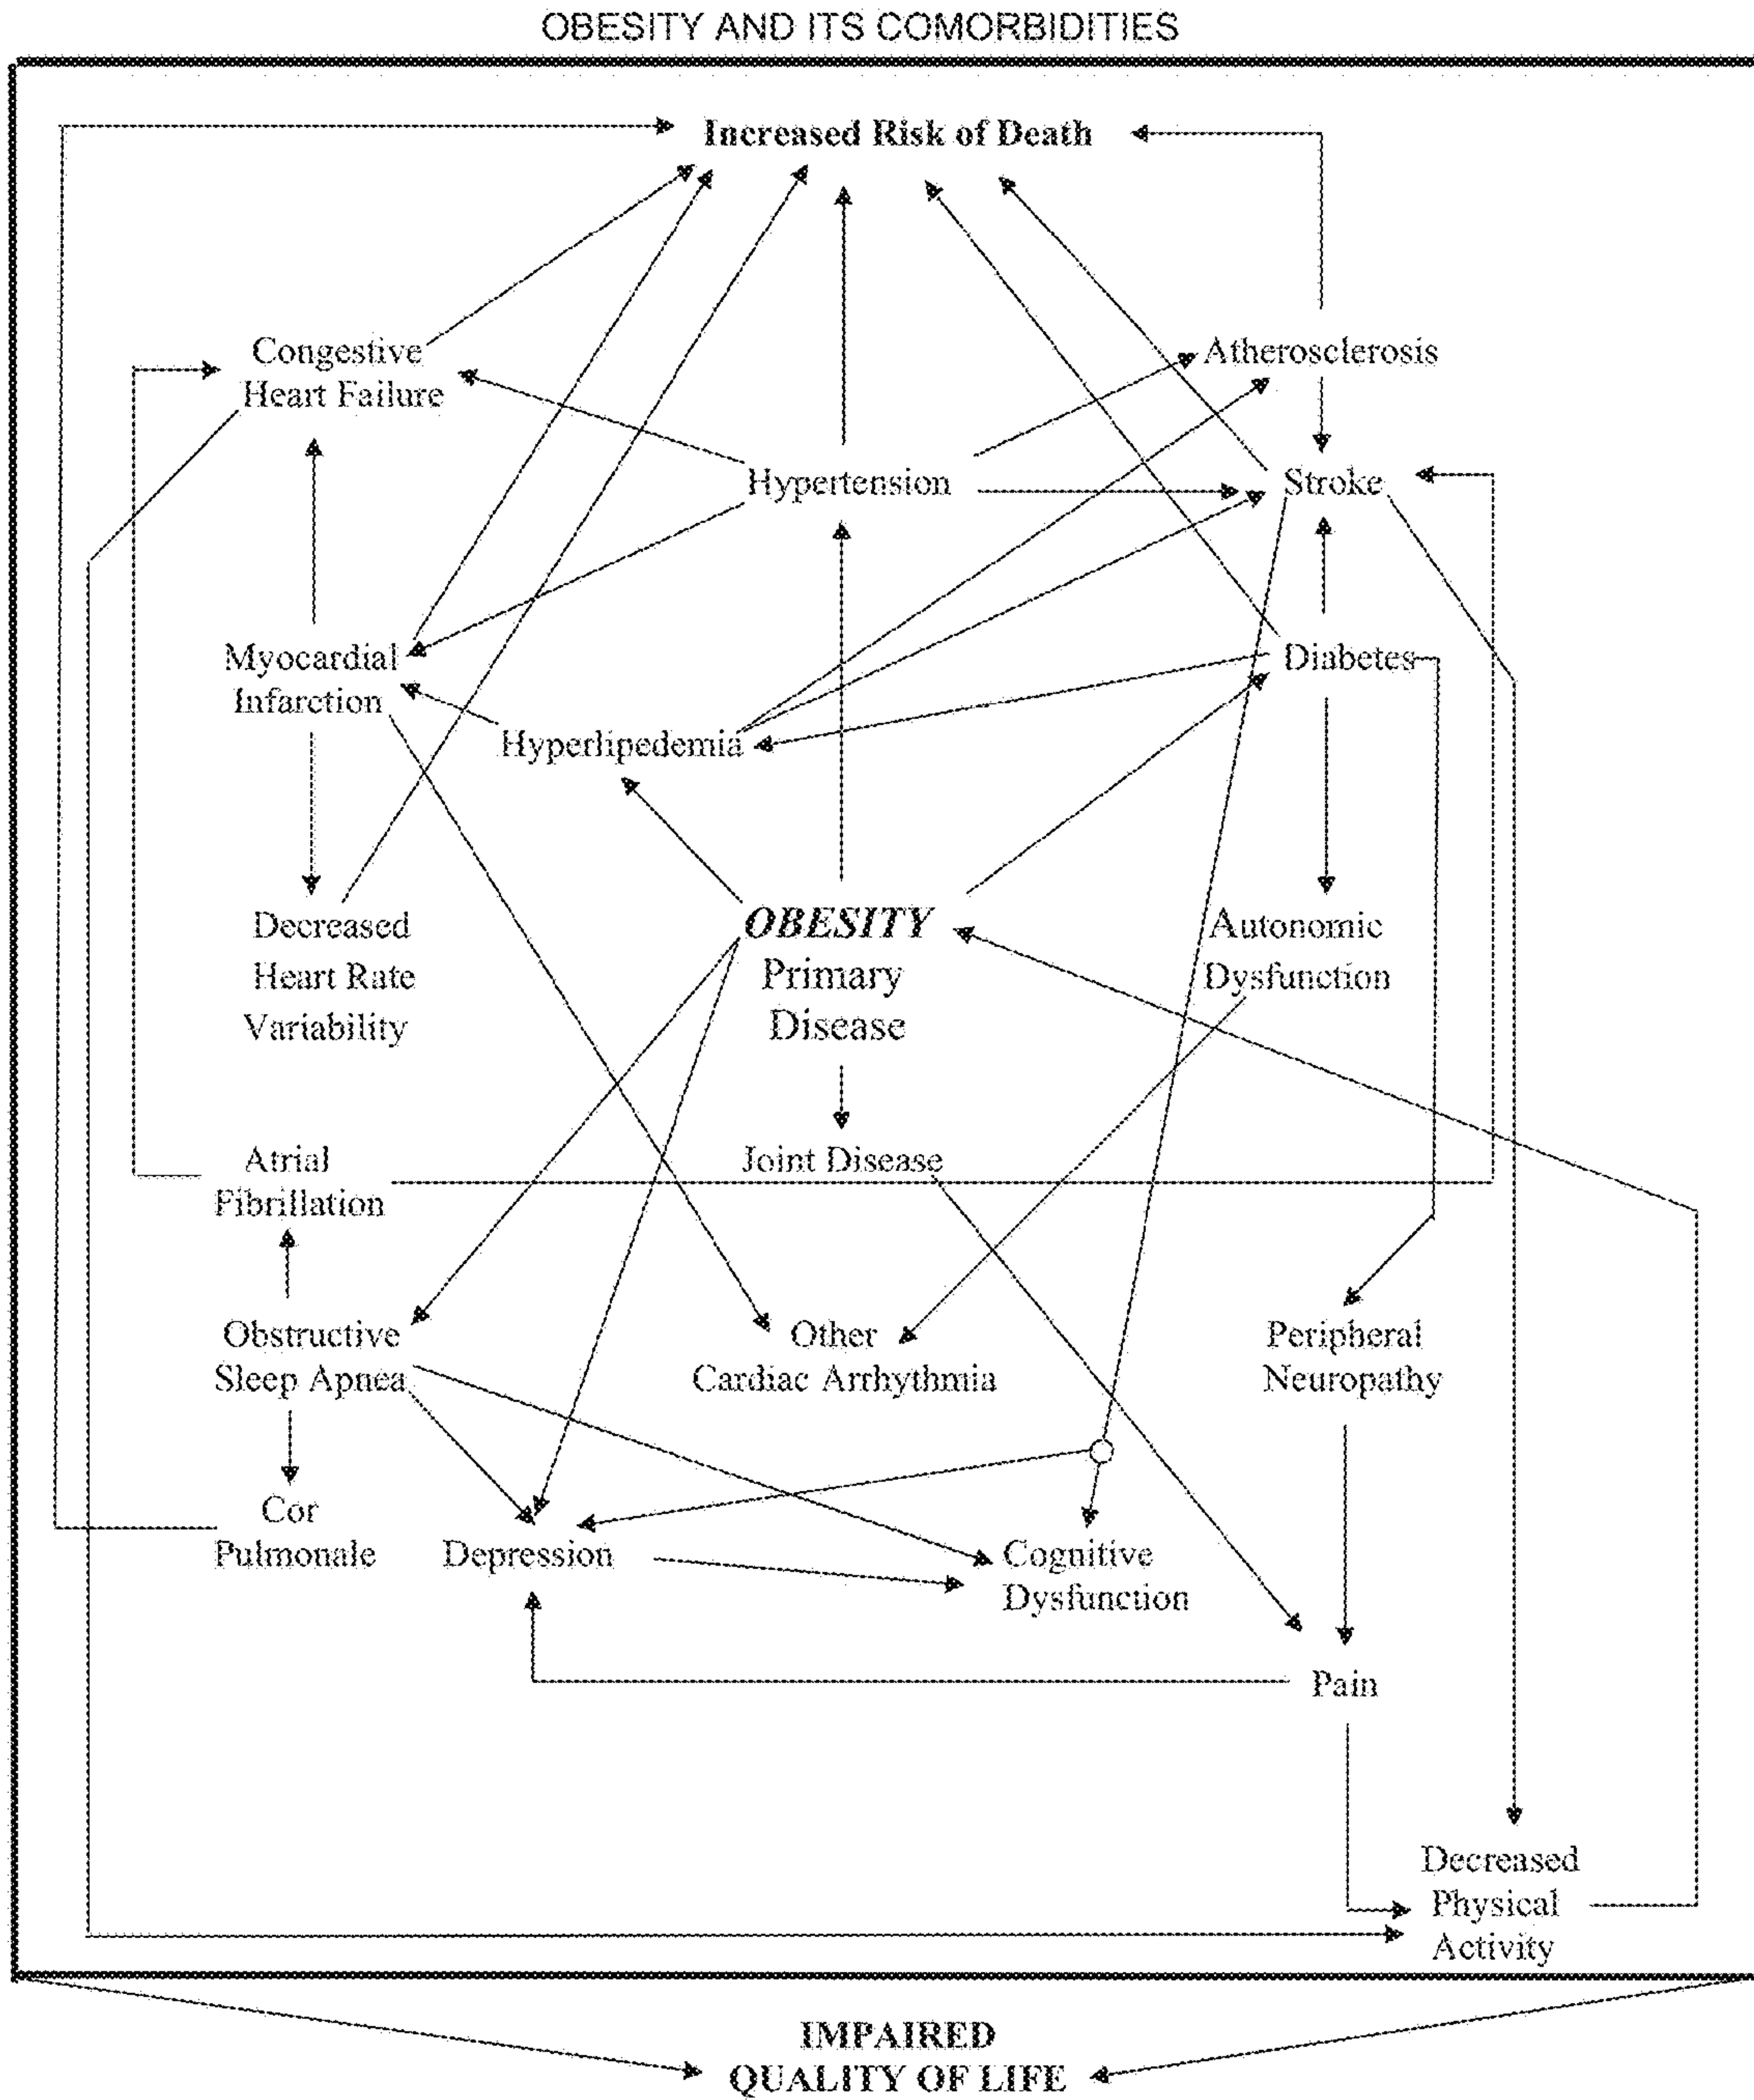 OBESITY AND ITS COMORBIDITIES
Increased Risk of Death
Congestive
Heart Failure
Atherosclerosis
Hypertension
Stroke
Myocardial
Infarction
Diabetes
Hyperlipedemia
Decreased
Heart Rate
Variability
OBESITY
Primary
Disease
Autonomic
Dysfunction
Atrial
Fibrillation
Joint Disease
Obstructive
Sleep Apnea
Other
Cardiac Arrhythmia
Peripheral
Neuropathy
Cor
Pulmonale
Depression
Cognitive
Dysfunction
Pain
Decreased
Physical
Activity
IMPAIRED
QUALITY OF LIFE